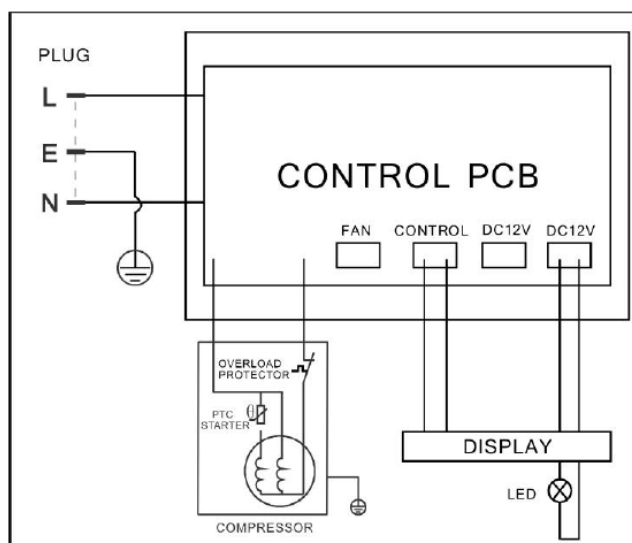 PLUG
L
E
N
CONTROL PCB
FAN
CONTROL
DC12V
DC12V
OVERLOAD
PROTECTOR
PTC
STARTER
COMPRESSOR
DISPLAY
LED